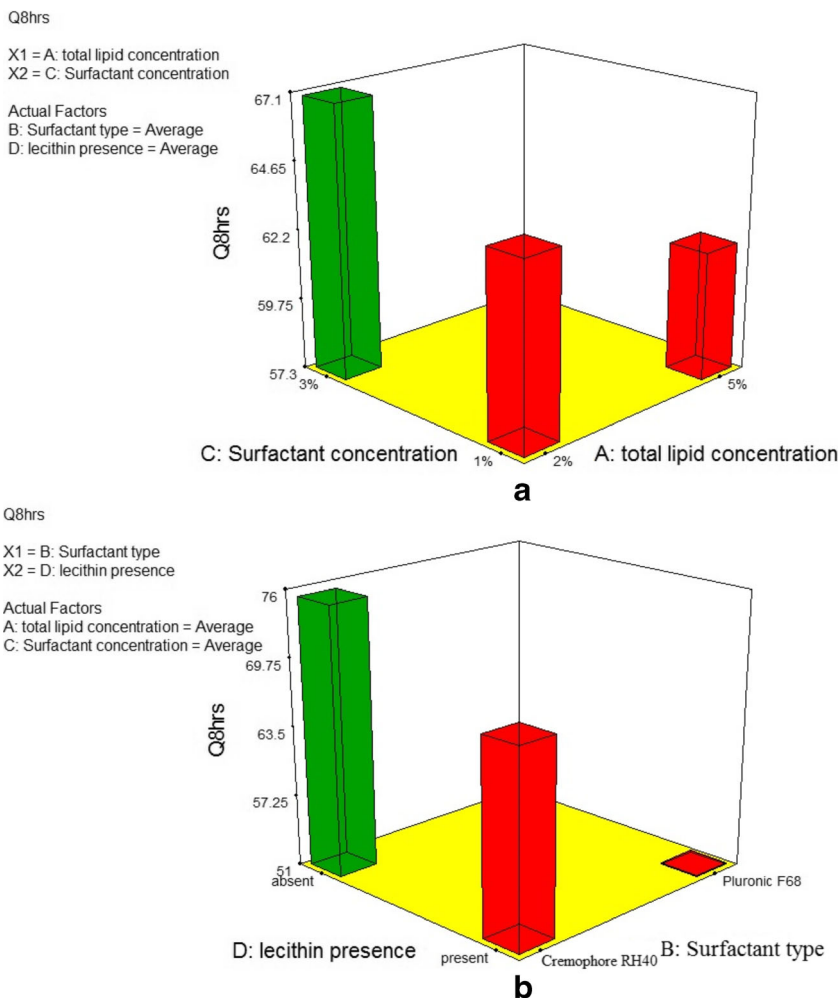 Q8hrs
X1 = A: total lipid concentration
X2 = C: Surfactant concentration
Actual Factors
B: Surfactant type = Average
D: lecithin presence = Average
67.1
64.65
62.2
59.75
57.3
Q8hrs
3%
1%
2%
5%
C: Surfactant concentration
A: total lipid concentration
a
Q8hrs
X1 = B: Surfactant type
X2 = D: lecithin presence
Actual Factors
A: total lipid concentration = Average
C: Surfactant concentration = Average
76
69.75
63.5
57.25
51
Q8hrs
absent
present
Cremophore RH40
Pluronic F68
D: lecithin presence
B: Surfactant type
b